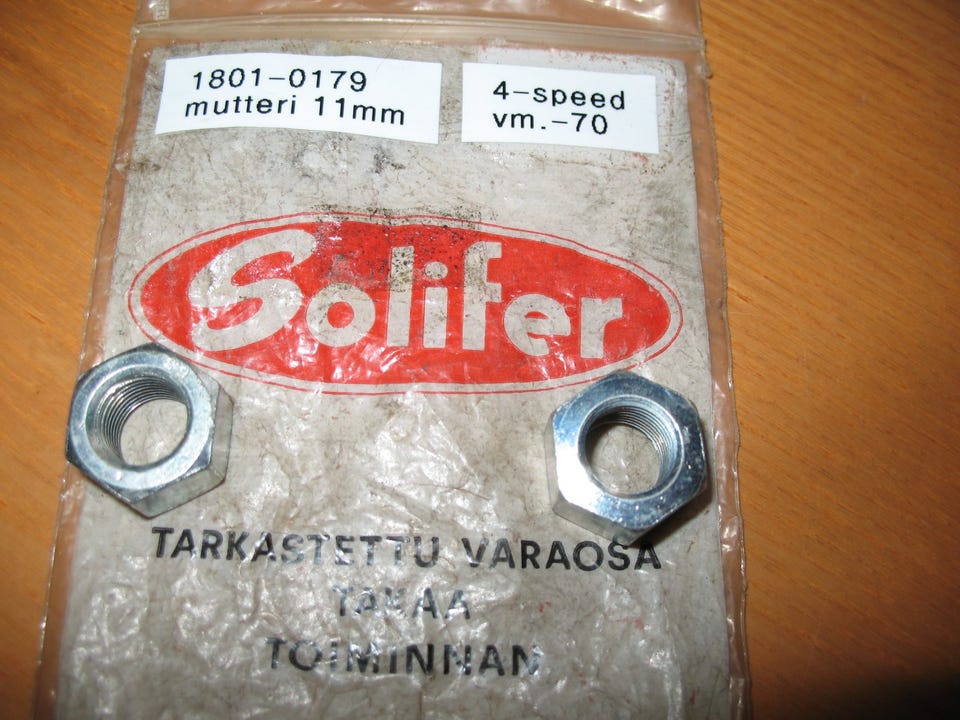 1801-0179
mutteri 11mm
4-speed
vm.-70
Solifer
TARKASTETTU VARAOSA
TAKAA
TOIMINNAN